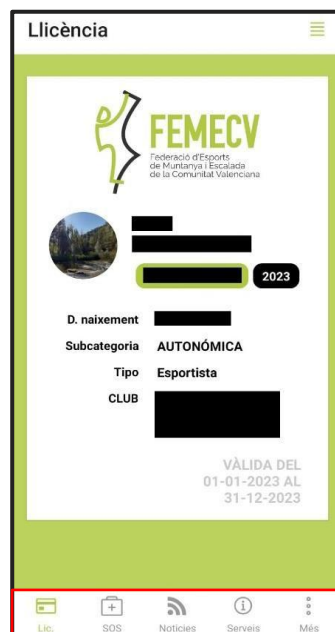 Llicència
FEMECV
Federació d'Esports
de Muntanya i Escalada
de la Comunitat Valenciana
2023
D. naixement
Subcategoria AUTONÓMICA
Tipo Esportista
CLUB
VÀLIDA DEL
01-01-2023 AL
31-12-2023
Lic. SOS Noticies Serveis Més